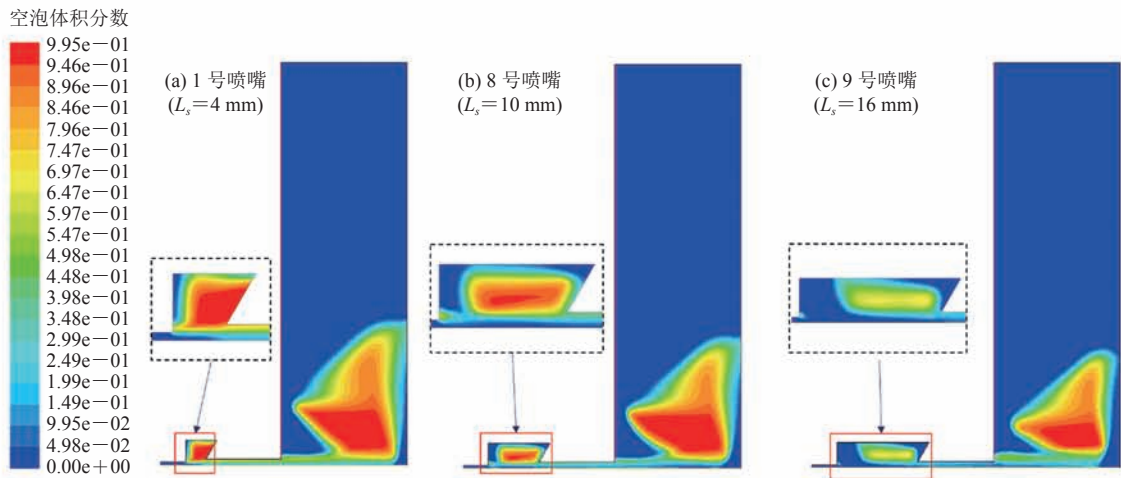 空泡体积分数
9.95e－01
9.46e－01
8.96e－01
8.46e－01
7.96e－01
7.47e－01
6.97e－01
6.47e－01
5.97e－01
5.47e－01
4.98e－01
4.48e－01
3.98e－01
3.48e－01
2.99e－01
2.49e－01
1.99e－01
1.49e－01
9.95e－02
4.98e－02
0.00e＋00
(a) 1 号喷嘴
(Ls＝4 mm)
(b) 8 号喷嘴
(Ls＝10 mm)
(c) 9 号喷嘴
(Ls＝16 mm)